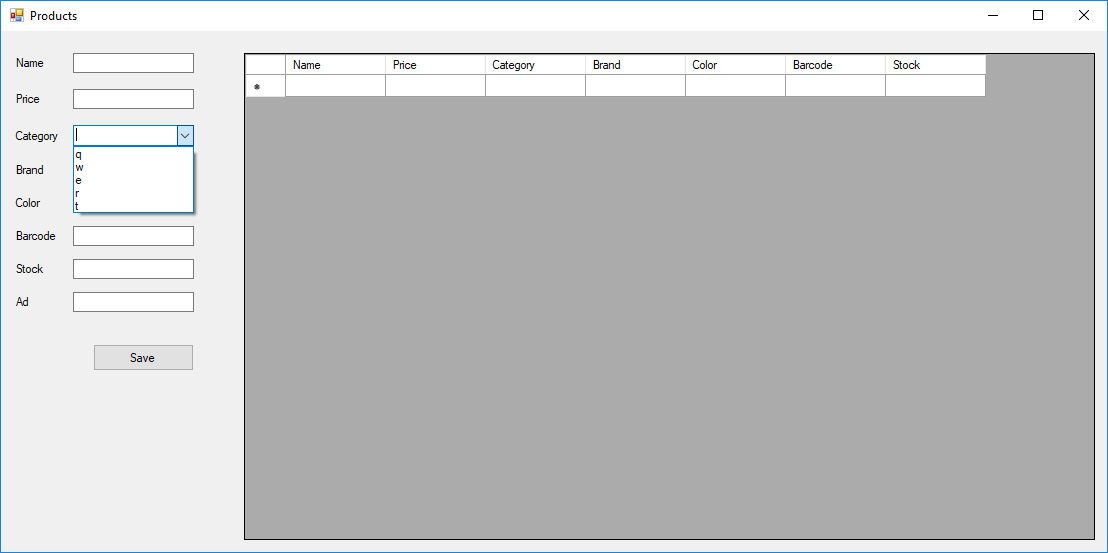 Products
Name
Price
Category
q
w
e
r
t
Brand
Color
Barcode
Stock
Ad
Save
Name Price Category Brand Color Barcode Stock